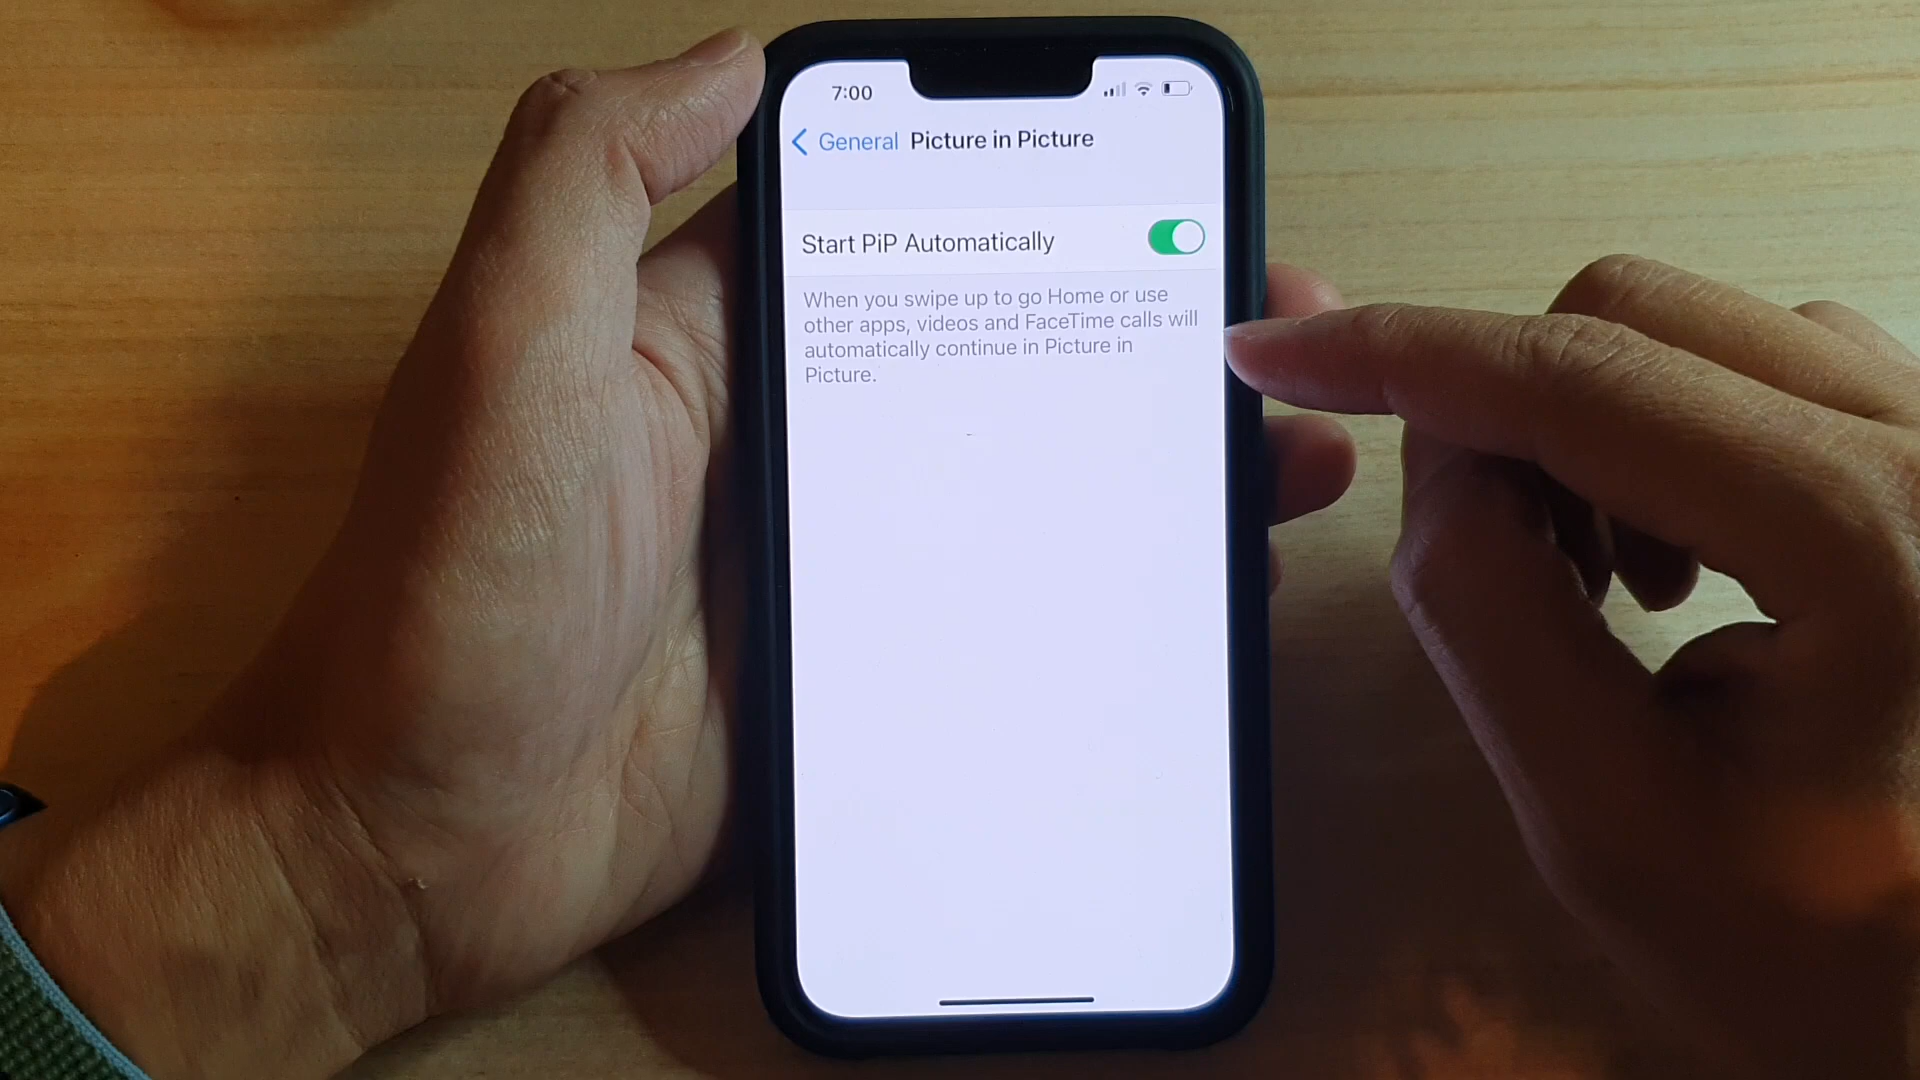 7:00
General Picture in Picture
Start PiP Automatically
When you swipe up to go Home or use
other apps, videos and FaceTime calls will
automatically continue in Picture in
Picture.